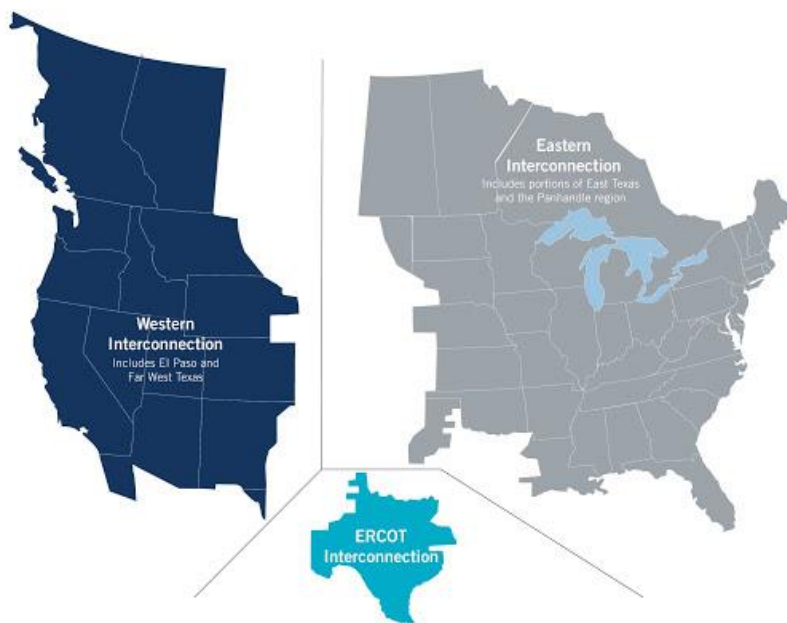 Western
Interconnection
Includes El Paso and
Far West Texas
Eastern
Interconnection
Includes portions of East Texas
and the Panhandle region
ERCOT
Interconnection